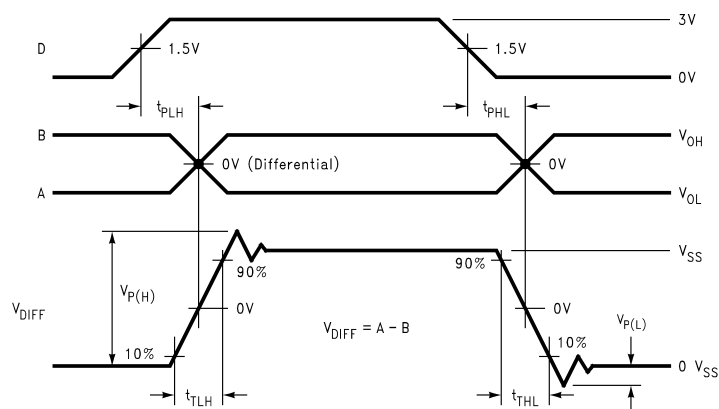 3V
D
1.5V
1.5V
0V
tPLH
tPHL
B
VOH
0V (Differential)
0V
A
VOL
VSS
90%
90%
VP(H)
VDIFF
0V
0V
VDIFF = A - B
VP(L)
10%
10%
0 VSS
tTLH
tTHL